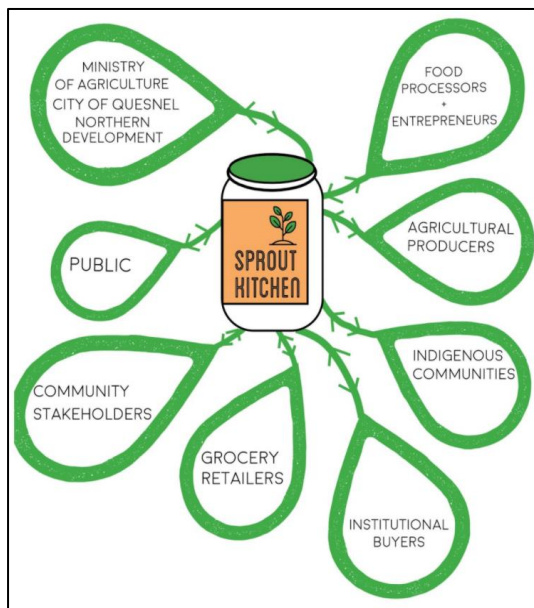 MINISTRY
OF AGRICULTURE
CITY OF QUESNEL
NORTHERN
DEVELOPMENT
FOOD
PROCESSORS
+
ENTREPRENEURS
PUBLIC
SPROUT
KITCHEN
AGRICULTURAL
PRODUCERS
INDIGENOUS
COMMUNITIES
COMMUNITY
STAKEHOLDERS
GROCERY
RETAILERS
INSTITUTIONAL
BUYERS